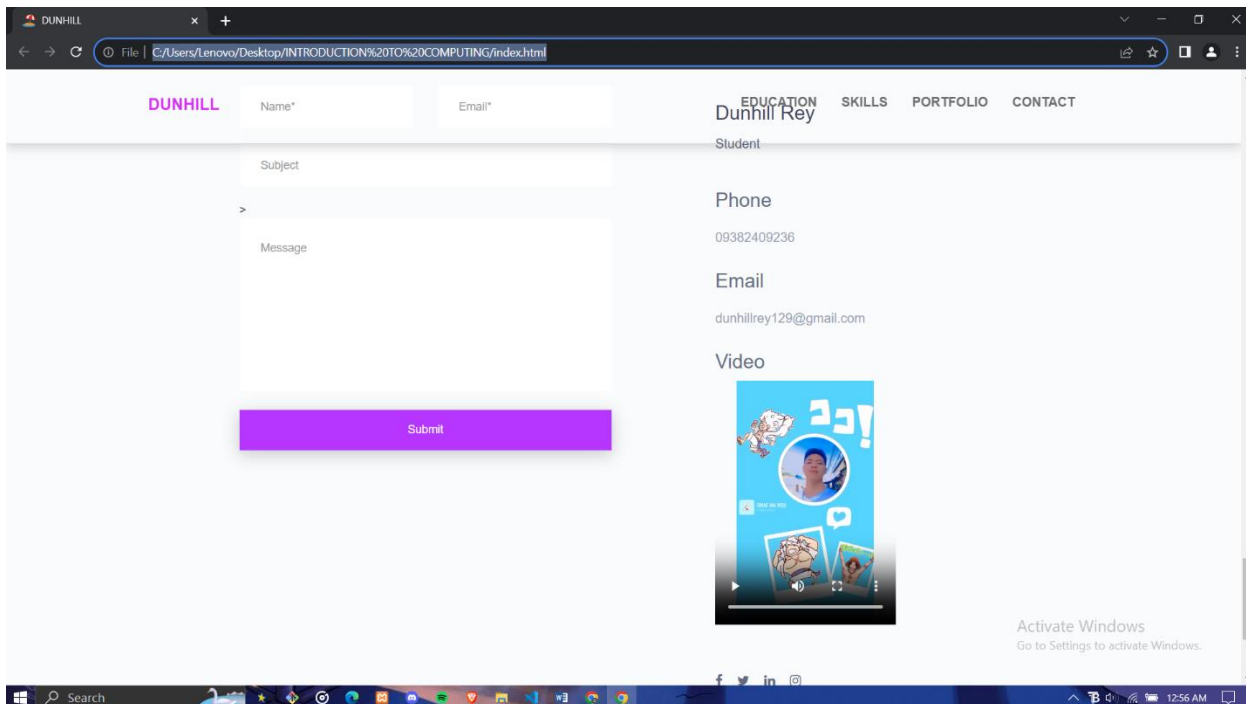 DUNHILL
File | C:/Users/Lenovo/Desktop/INTRODUCTION%20TO%20COMPUTING/index.html
DUNHILL
EDUCATION SKILLS PORTFOLIO CONTACT
Name* Email*
Subject
>
Message
Submit
Dunhill Rey
Student
Phone
09382409236
Email
dunhillrey129@gmail.com
Video
Activate Windows
Go to Settings to activate Windows.
f in
Search
12:56 AM